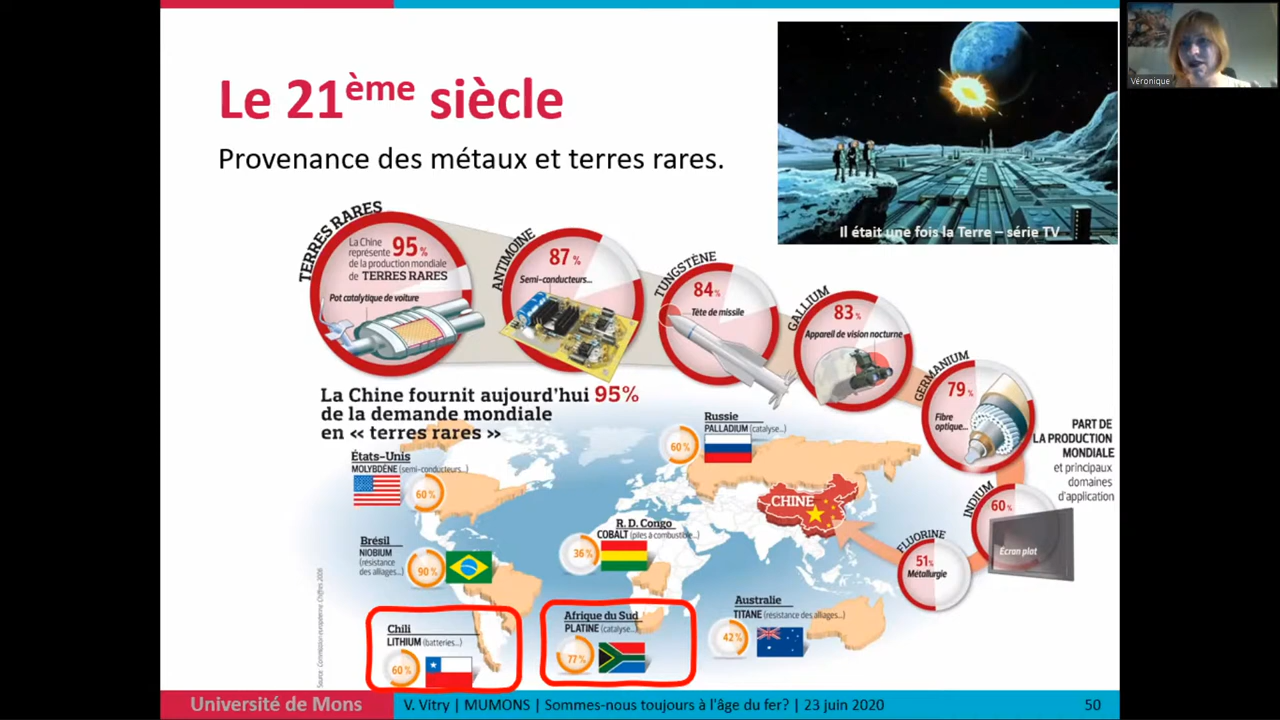 Le 21ème siècle
Provenance des métaux et terres rares.
Il était une fois la Terre – série TV
Véronique
TERRES RARES
La Chine
représente 95%
de la production mondiale
de TERRES RARES
Pot catalytique de voiture
ANTIMOINE
87%
Semi-conducteurs...
TUNGSTÈNE
84%
Tête de missile
GALLIUM
83%
Appareil de vision nocturne
GERMANIUM
79%
Fibre
optique...
INDIUM
60%
Écran plat
FLUORINE
51%
Métallurgie
PART DE
LA PRODUCTION
MONDIALE
et principaux
domaines
d'application
La Chine fournit aujourd'hui 95%
de la demande mondiale
en « terres rares »
États-Unis
MOLYBDÈNE (semi-conducteurs...)
60%
Russie
PALLADIUM (catalyse...)
60%
CHINE
Brésil
NIOBIUM
(résistance
des alliages...)
90%
R. D. Congo
COBALT (piles à combustible...)
36%
Chili
LITHIUM (batteries...)
60%
Afrique du Sud
PLATINE (catalyse...)
77%
Australie
TITANE (resistance des alliages...)
42%
Université de Mons
V. Vitry | MUMONS | Sommes-nous toujours à l'âge du fer? | 23 juin 2020
50